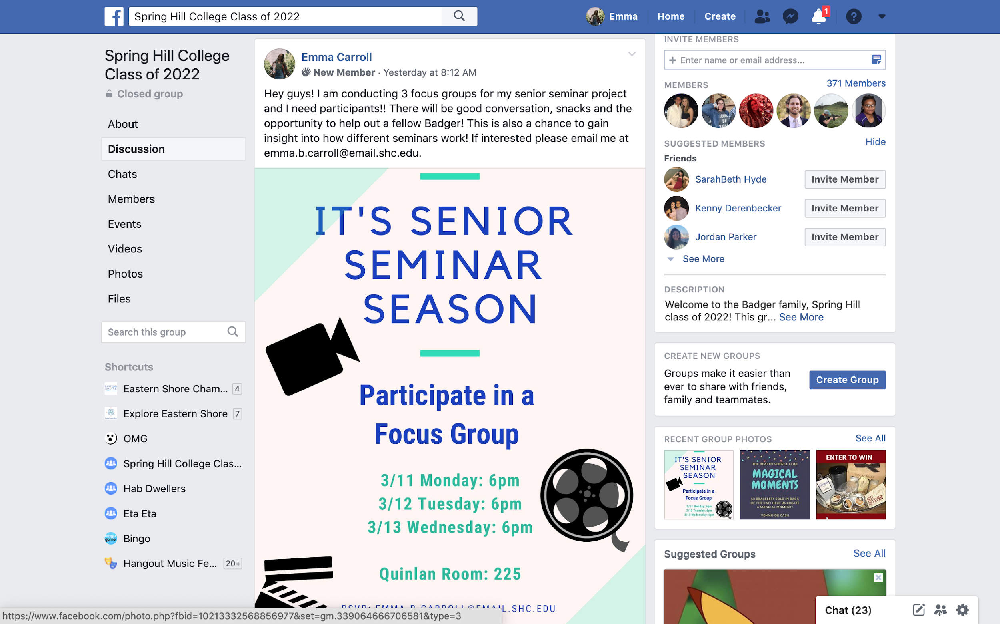 Spring Hill College Class of 2022
Emma
Home
Create
1
Spring Hill College
Class of 2022
Closed group
About
Discussion
Chats
Members
Events
Videos
Photos
Files
Search this group
Shortcuts
Eastern Shore Cham... 4
Explore Eastern Shore 7
OMG
Spring Hill College Clas...
Hab Dwellers
Eta Eta
Bingo
Hangout Music Fe... 20+
Emma Carroll
New Member · Yesterday at 8:12 AM
Hey guys! I am conducting 3 focus groups for my senior seminar project
and I need participants!! There will be good conversation, snacks and the
opportunity to help out a fellow Badger! This is also a chance to gain
insight into how different seminars work! If interested please email me at
emma.b.carroll@email.shc.edu.
IT'S SENIOR
SEMINAR
SEASON
Participate in a
Focus Group
3/11 Monday: 6pm
3/12 Tuesday: 6pm
3/13 Wednesday: 6pm
Quinlan Room: 225
RSVP: EMMA.B.CARROLL@EMAIL.SHC.EDU
INVITE MEMBERS
+ Enter name or email address...
MEMBERS
371 Members
SUGGESTED MEMBERS
Hide
Friends
SarahBeth Hyde
Invite Member
Kenny Derenbecker
Invite Member
Jordan Parker
Invite Member
See More
DESCRIPTION
Welcome to the Badger family, Spring Hill
class of 2022! This gr... See More
CREATE NEW GROUPS
Groups make it easier than
ever to share with friends,
family and teammates.
Create Group
RECENT GROUP PHOTOS
See All
IT'S SENIOR
SEMINAR
SEASON
Participate in a
Focus Group
3/11 Monday: 6pm
3/12 Tuesday: 6pm
3/13 Wednesday: 6pm
THE HEALTH SCIENCE CLUB
MAGICAL
MOMENTS
$3 BRACELETS SOLD IN BACK
OF THE CAF! HELP US CREATE
A MAGICAL MOMENT!
VENMO OR CASH
ENTER TO WIN
BEST
GIFT EVER
Suggested Groups
See All
Chat (23)
https://www.facebook.com/photo.php?fbid=10213332568856977&set=gm.339064666706581&type=3